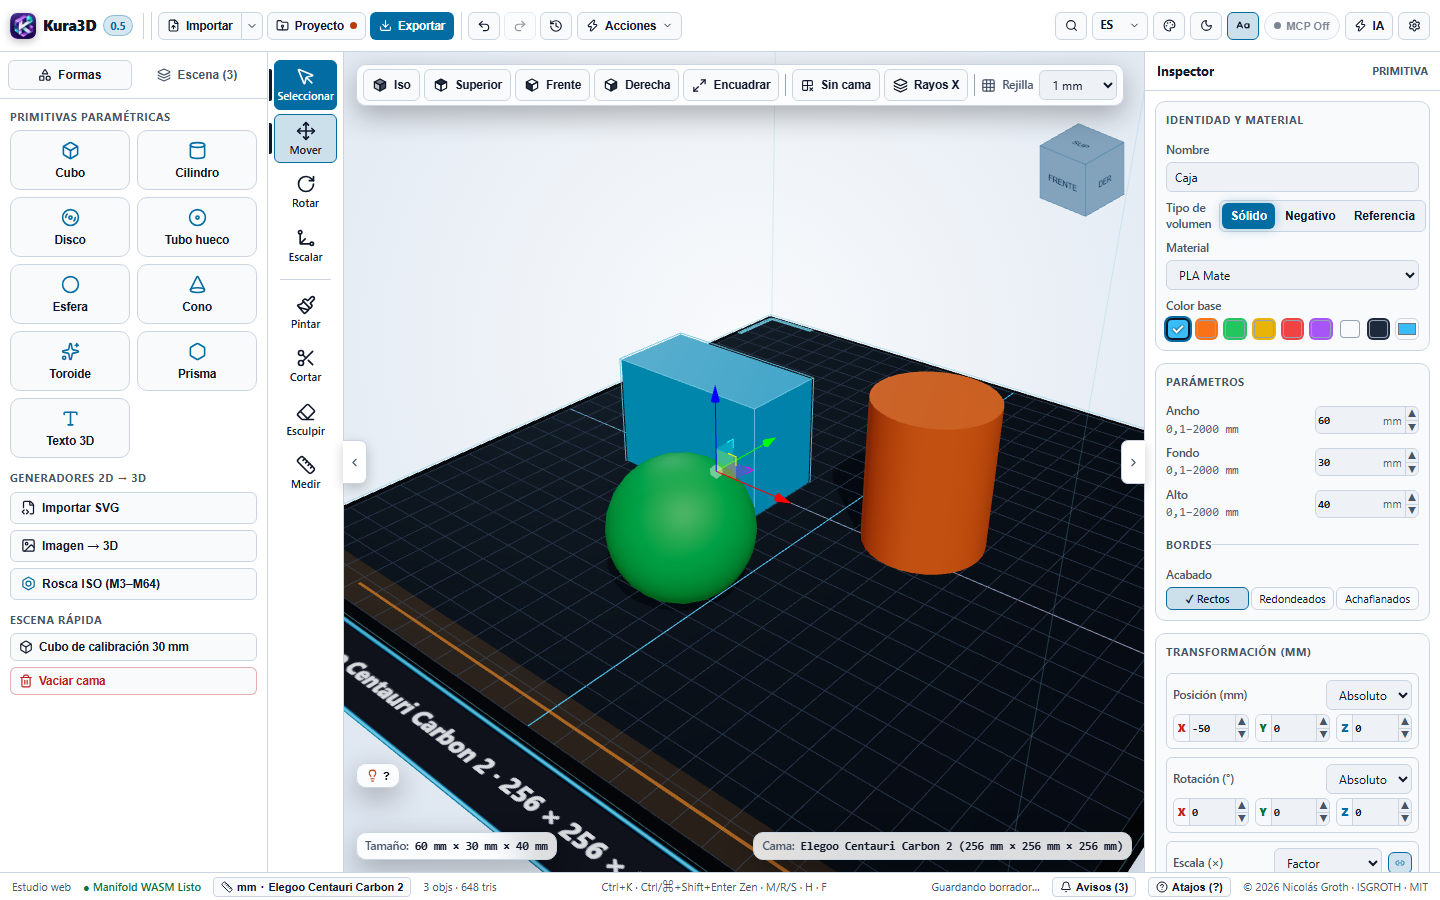 Kura3D 0.5 Importar Proyecto Exportar Acciones ES Aa MCP Off IA
Formas Escena (3)
PRIMITIVAS PARAMÉTRICAS
Cubo Cilindro
Disco Tubo hueco
Esfera Cono
Toroide Prisma
Texto 3D
GENERADORES 2D → 3D
Importar SVG
Imagen → 3D
Rosca ISO (M3–M64)
ESCENA RÁPIDA
Cubo de calibración 30 mm
Vaciar cama
Seleccionar
Mover
Rotar
Escalar
Pintar
Cortar
Esculpir
Medir
Iso Superior Frente Derecha Encuadrar Sin cama Rayos X Rejilla 1 mm
SUP
FRENTE DER
Centauri Carbon 2 · 256 × 256 ×
?
Tamaño: 60 mm × 30 mm × 40 mm
Cama: Elegoo Centauri Carbon 2 (256 mm × 256 mm × 256 mm)
Inspector PRIMITIVA
IDENTIDAD Y MATERIAL
Nombre
Caja
Tipo de volumen Sólido Negativo Referencia
Material
PLA Mate
Color base
PARÁMETROS
Ancho
0,1–2000 mm
60 mm
Fondo
0,1–2000 mm
30 mm
Alto
0,1–2000 mm
40 mm
BORDES
Acabado
✓ Rectos Redondeados Achaflanados
TRANSFORMACIÓN (MM)
Posición (mm) Absoluto
X -50 Y 0 Z 0
Rotación (°) Absoluto
X 0 Y 0 Z 0
Escala (×) Factor
Estudio web ● Manifold WASM Listo mm · Elegoo Centauri Carbon 2 3 objs · 648 tris Ctrl+K · Ctrl/⌘+Shift+Enter Zen · M/R/S · H · F Guardando borrador... Avisos (3) Atajos (?) © 2026 Nicolás Groth · ISGROTH · MIT